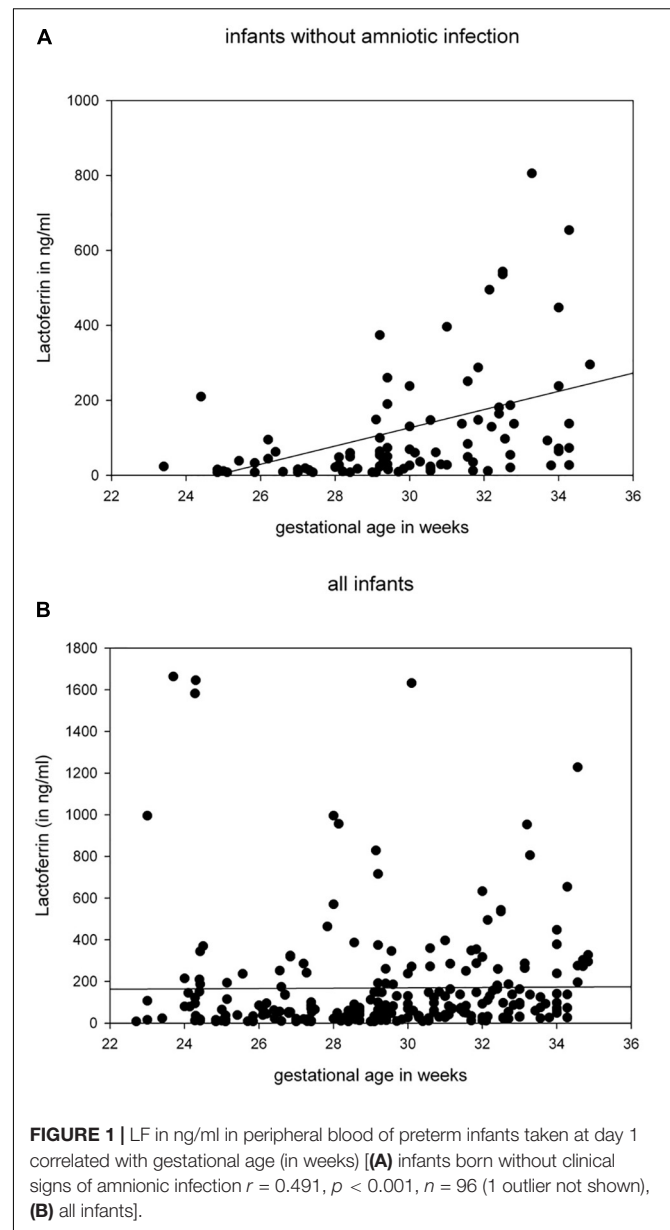 A
infants without amniotic infection
1000
800
600
400
200
0
Lactoferrin in ng/ml
22 24 26 28 30 32 34 36
gestational age in weeks
all infants
B
1800
1600
1400
1200
1000
800
600
400
200
0
Lactoferrin (in ng/ml)
22 24 26 28 30 32 34 36
gestational age in weeks
FIGURE 1 | LF in ng/ml in peripheral blood of preterm infants taken at day 1
correlated with gestational age (in weeks) [(A) infants born without clinical
signs of amnionic infection r = 0.491, p < 0.001, n = 96 (1 outlier not shown),
(B) all infants].